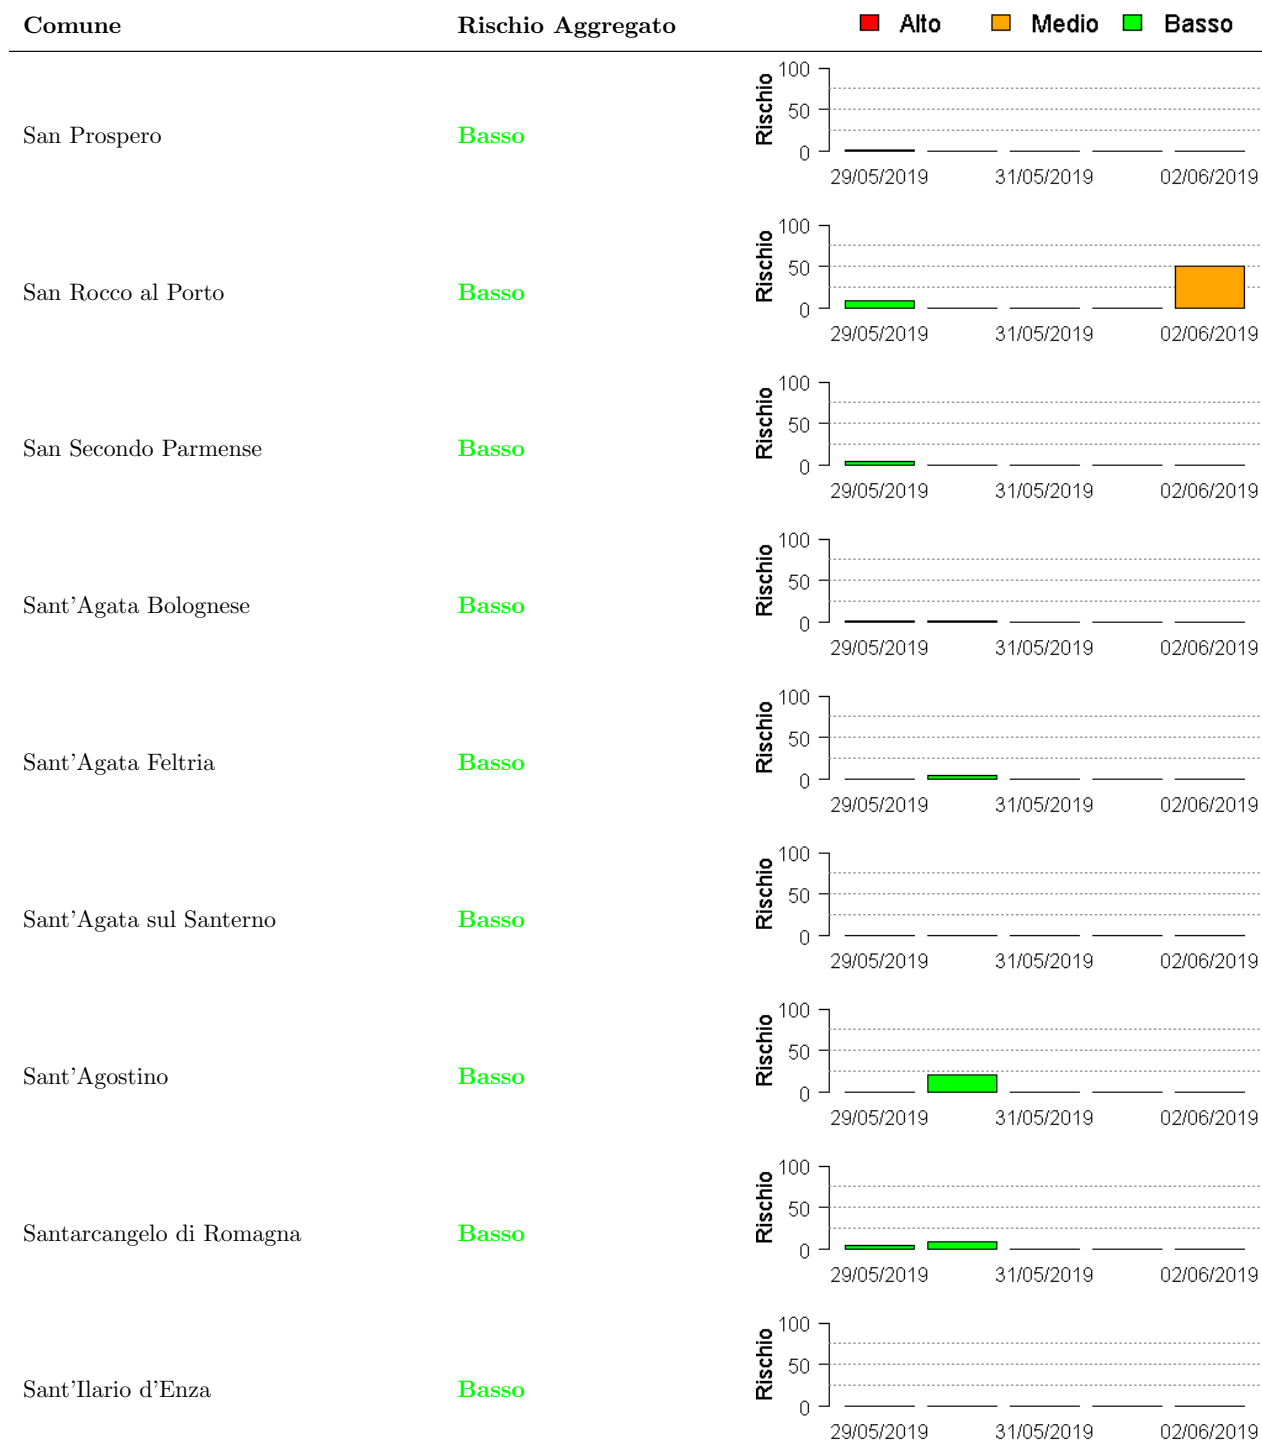 Comune Rischio Aggregato Alto Medio Basso
100
50
0
Rischio
San Prospero Basso
29/05/2019 31/05/2019 02/06/2019
100
50
0
Rischio
San Rocco al Porto Basso
29/05/2019 31/05/2019 02/06/2019
100
50
0
Rischio
San Secondo Parmense Basso
29/05/2019 31/05/2019 02/06/2019
100
50
0
Rischio
Sant'Agata Bolognese Basso
29/05/2019 31/05/2019 02/06/2019
100
50
0
Rischio
Sant'Agata Feltria Basso
29/05/2019 31/05/2019 02/06/2019
100
50
0
Rischio
Sant'Agata sul Santerno Basso
29/05/2019 31/05/2019 02/06/2019
100
50
0
Rischio
Sant'Agostino Basso
29/05/2019 31/05/2019 02/06/2019
100
50
0
Rischio
Santarcangelo di Romagna Basso
29/05/2019 31/05/2019 02/06/2019
100
50
0
Rischio
Sant'Ilario d'Enza Basso
29/05/2019 31/05/2019 02/06/2019